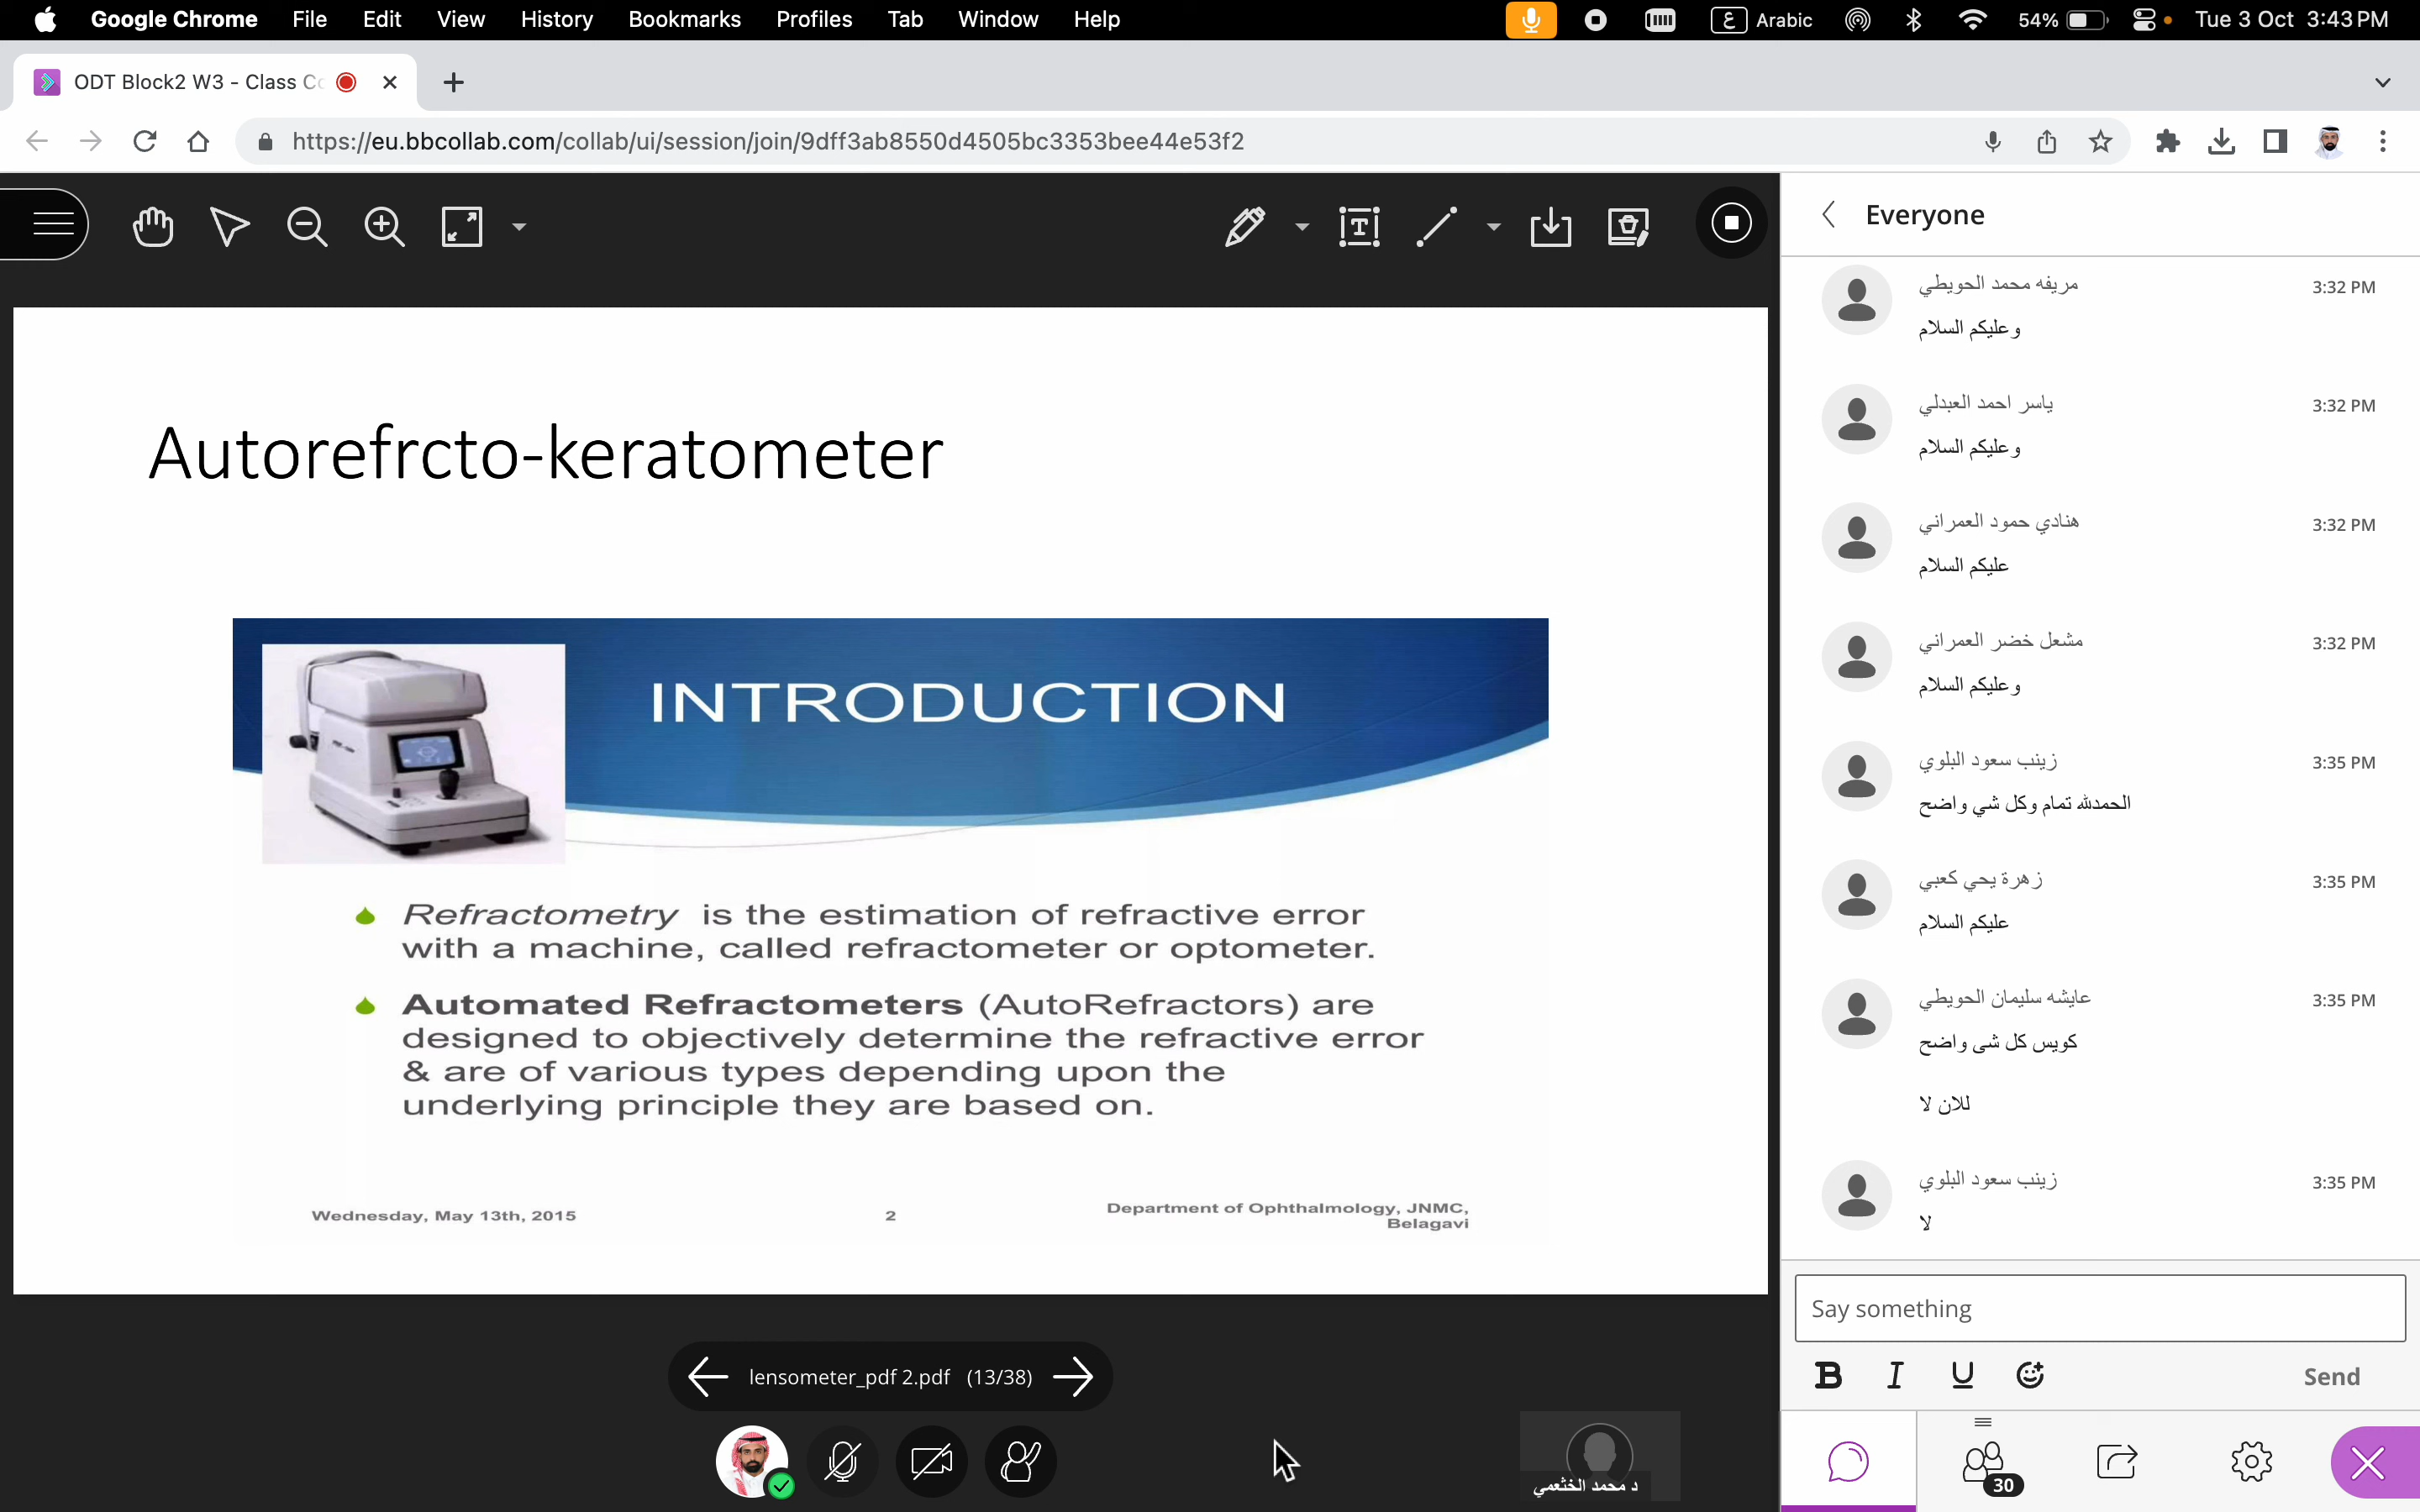 Google Chrome File Edit View History Bookmarks Profiles Tab Window Help ع Arabic 54% Tue 3 Oct 3:43 PM
ODT Block2 W3 - Class Co
https://eu.bbcollab.com/collab/ui/session/join/9dff3ab8550d4505bc3353bee44e53f2
Autorefrcto-keratometer
INTRODUCTION
Refractometry is the estimation of refractive error
with a machine, called refractometer or optometer.
Automated Refractometers (AutoRefractors) are
designed to objectively determine the refractive error
& are of various types depending upon the
underlying principle they are based on.
Wednesday, May 13th, 2015 2 Department of Ophthalmology, JNMC,
Belagavi
lensometer_pdf 2.pdf (13/38)
د محمد الخثعمي
Everyone
مريفه محمد الحويطي 3:32 PM
وعليكم السلام
ياسر احمد العبدلي 3:32 PM
وعليكم السلام
هنادي حمود العمراني 3:32 PM
عليكم السلام
مشعل خضر العمراني 3:32 PM
وعليكم السلام
زينب سعود البلوي 3:35 PM
الحمدلله تمام وكل شي واضح
زهرة يحي كعبي 3:35 PM
عليكم السلام
عايشه سليمان الحويطي 3:35 PM
كويس كل شى واضح
للان لا
زينب سعود البلوي 3:35 PM
لا
Say something
B I U Send
30